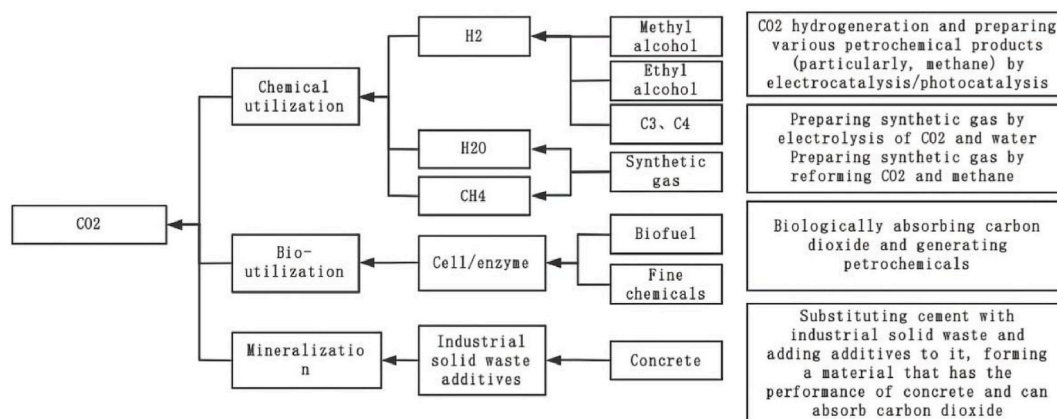 CO2
Chemical
utilization
Bio-
utilization
Mineralizatio
n
H2
H2O
CH4
Cell/enzyme
Industrial
solid waste
additives
Methyl
alcohol
Ethyl
alcohol
C3、C4
Synthetic
gas
Biofuel
Fine
chemicals
Concrete
CO2 hydrogeneration and preparing
various petrochemical products
(particularly, methane) by
electrocatalysis/photocatalysis
Preparing synthetic gas by
electrolysis of CO2 and water
Preparing synthetic gas by
reforming CO2 and methane
Biologically absorbing carbon
dioxide and generating
petrochemicals
Substituting cement with
industrial solid waste and
adding additives to it, forming
a material that has the
performance of concrete and can
absorb carbon dioxide